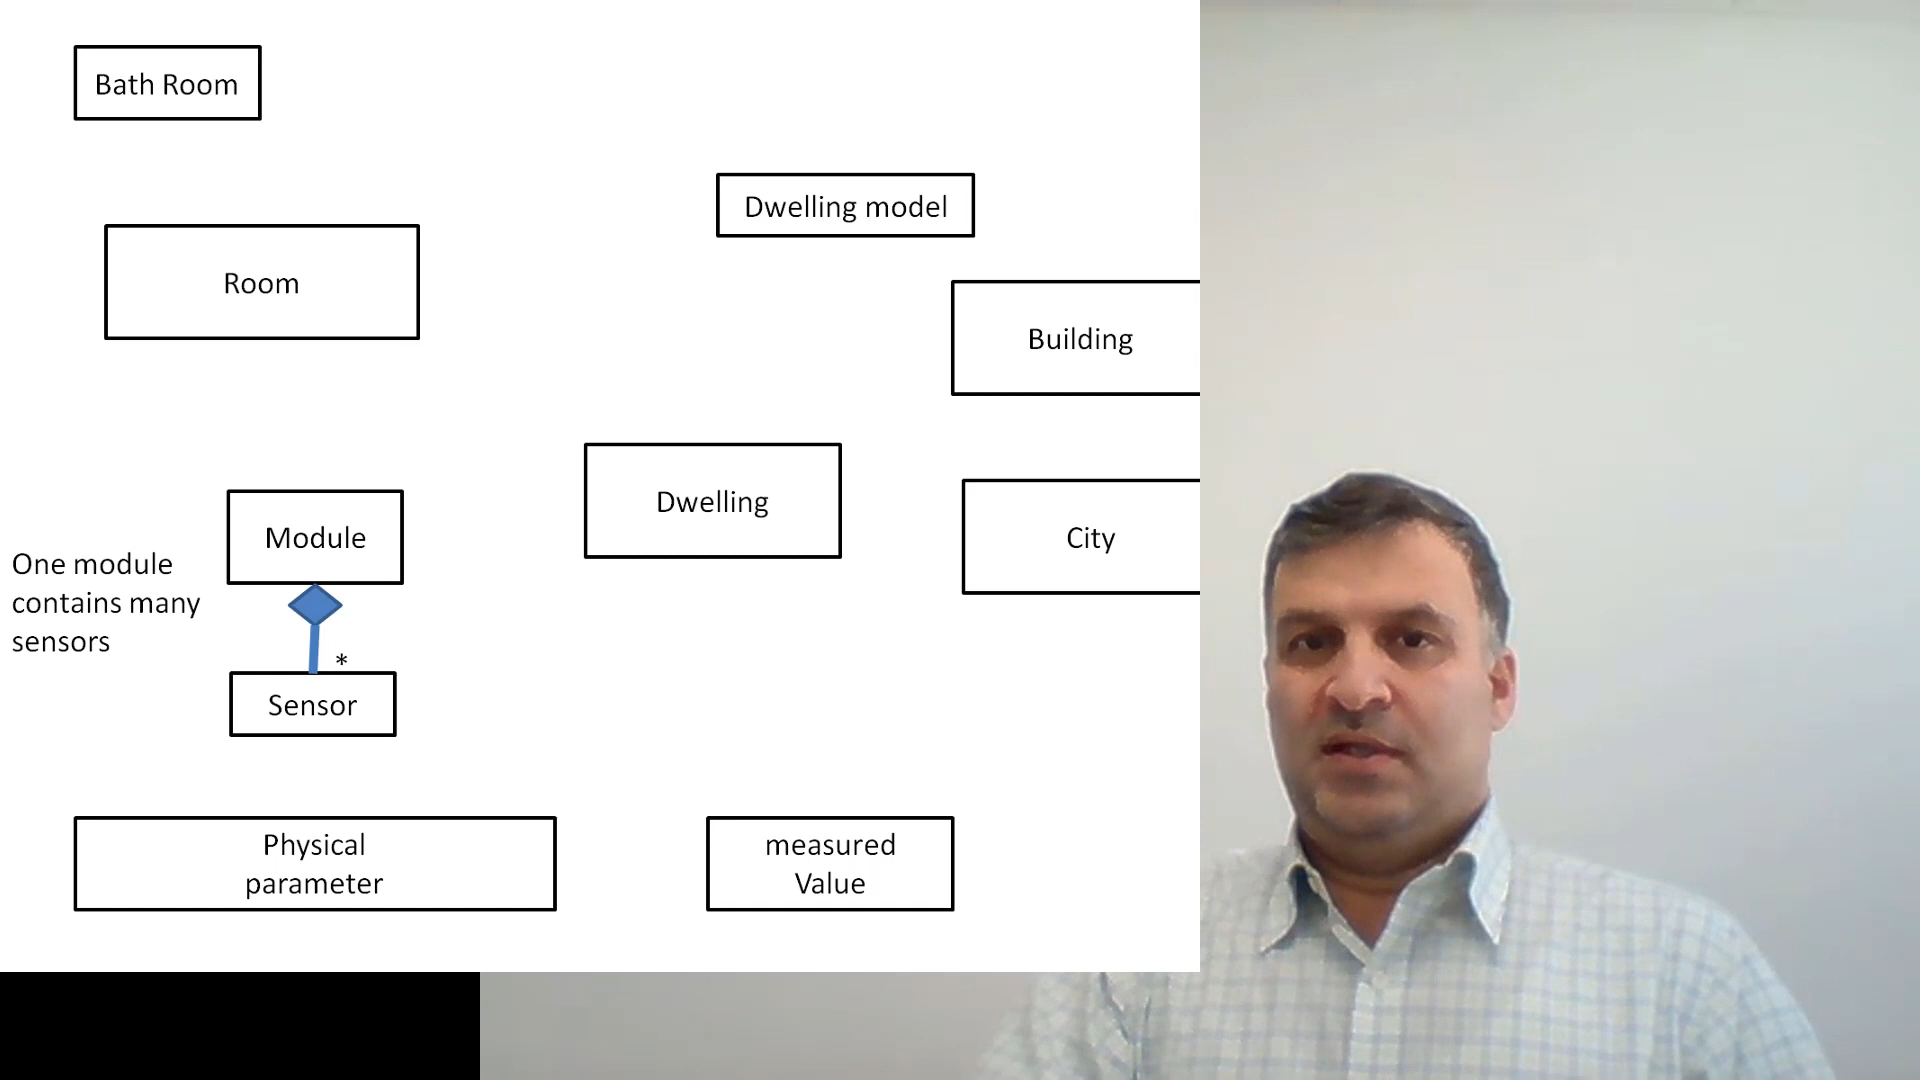 Bath Room
Dwelling model
Room
Building
Dwelling
Module
City
One module
contains many
sensors
*
Sensor
Physical
parameter
measured
Value